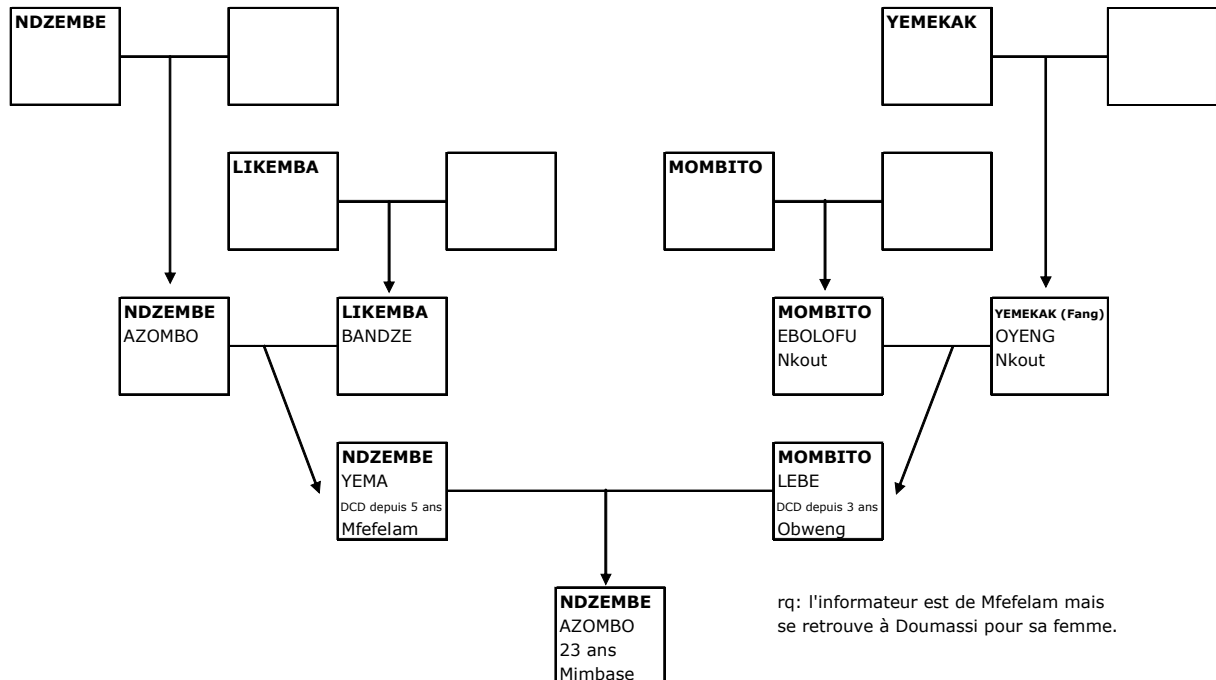 NDZEMBE
YEMEKAK
LIKEMBA
MOMBITO
NDZEMBE
AZOMBO
LIKEMBA
BANDZE
MOMBITO
EBOLOFU
Nkout
YEMEKAK (Fang)
OYENG
Nkout
NDZEMBE
YEMA
DCD depuis 5 ans
Mfefelam
MOMBITO
LEBE
DCD depuis 3 ans
Obweng
NDZEMBE
AZOMBO
23 ans
Mimbase
rq: l'informateur est de Mfefelam mais
se retrouve à Doumassi pour sa femme.